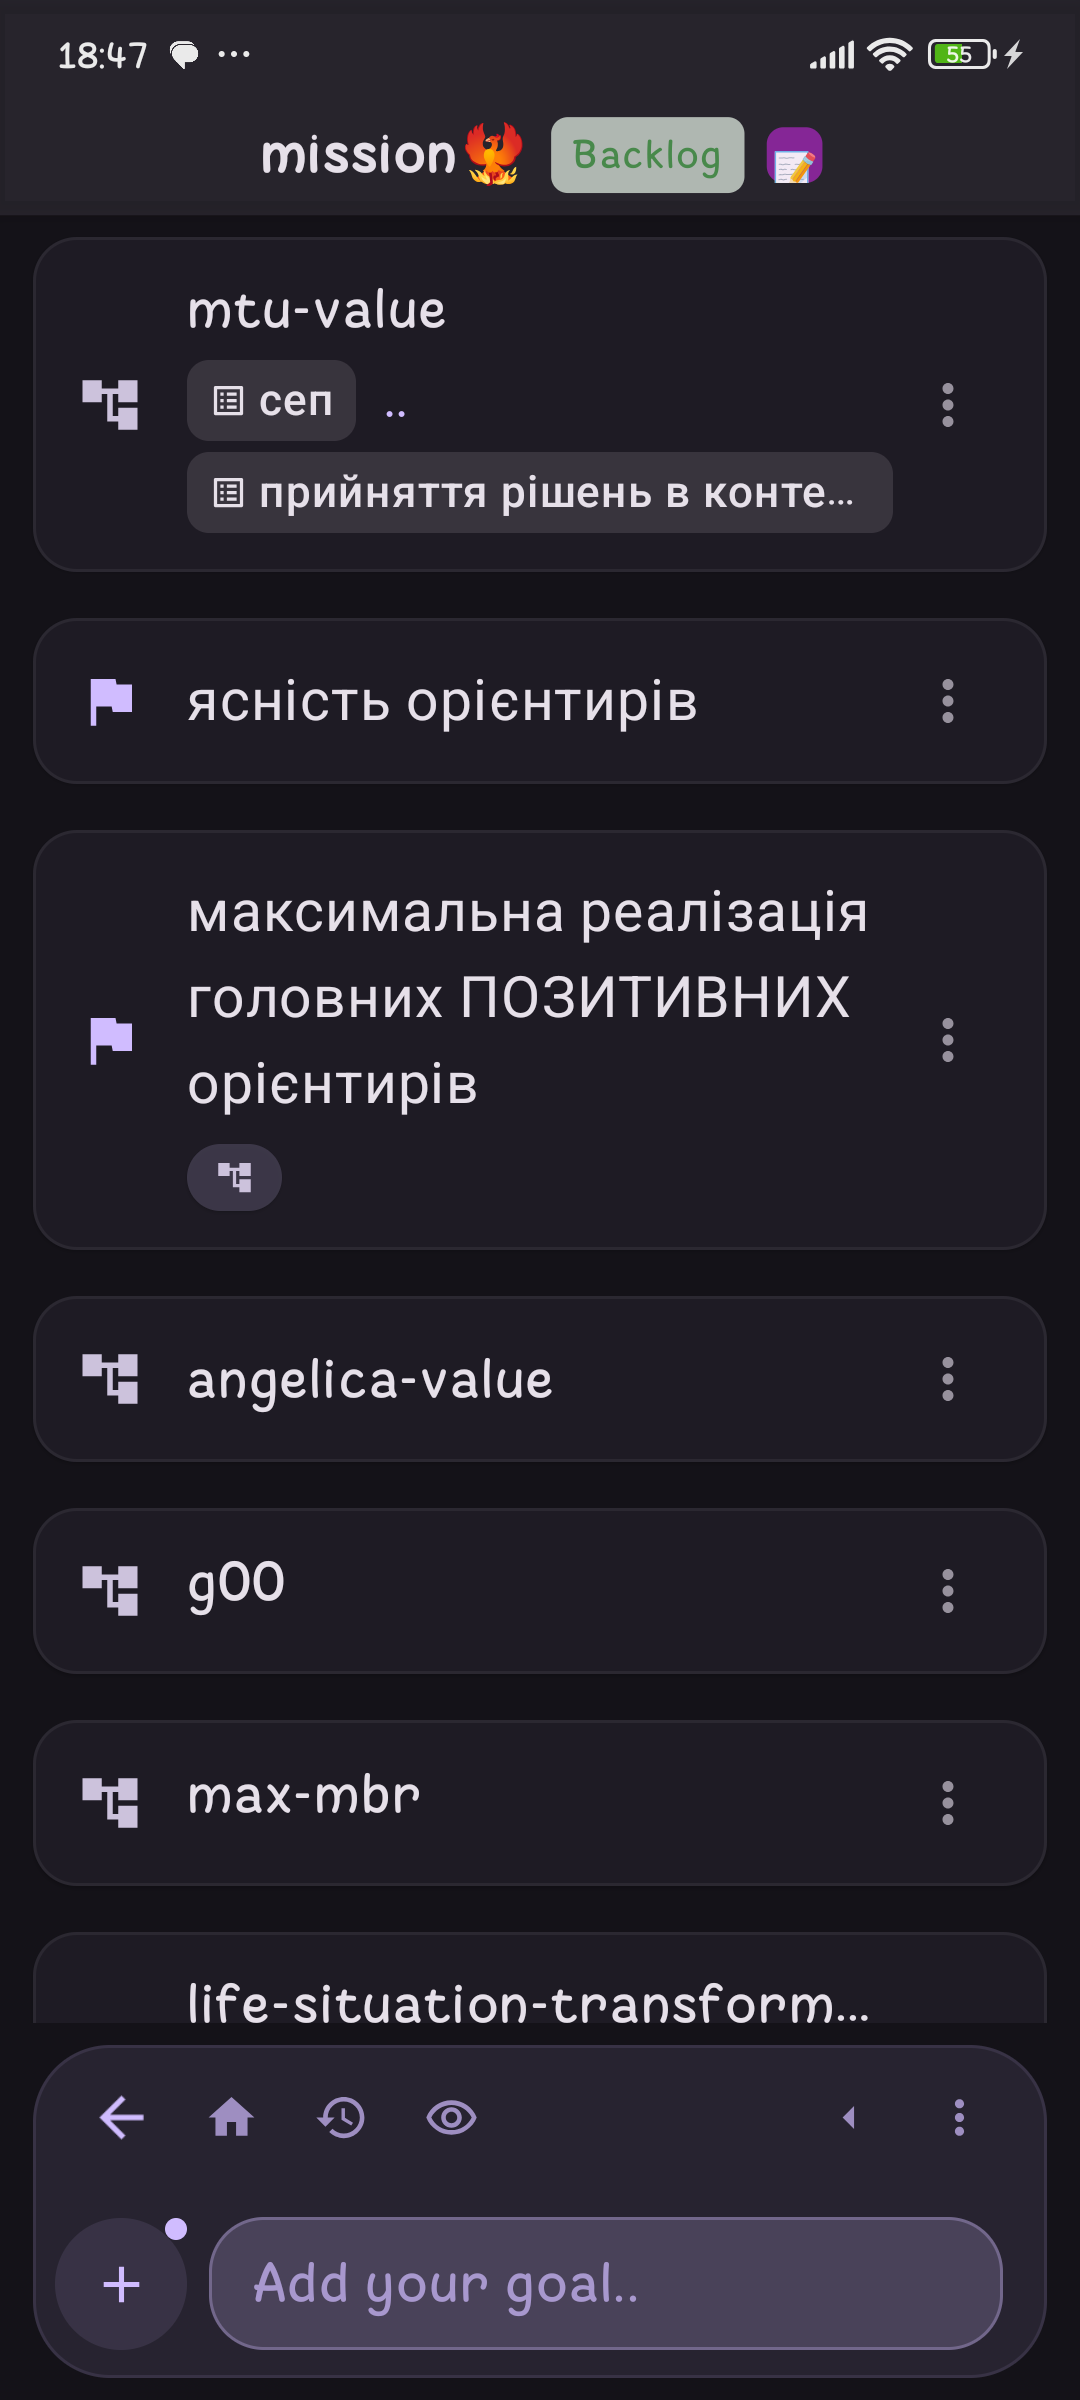 18:47
55
mission Backlog
mtu-value
сеп ..
прийняття рішень в конте...
ясність орієнтирів
максимальна реалізація
головних ПОЗИТИВНИХ
орієнтирів
angelica-value
g00
max-mbr
life-situation-transform...
Add your goal..